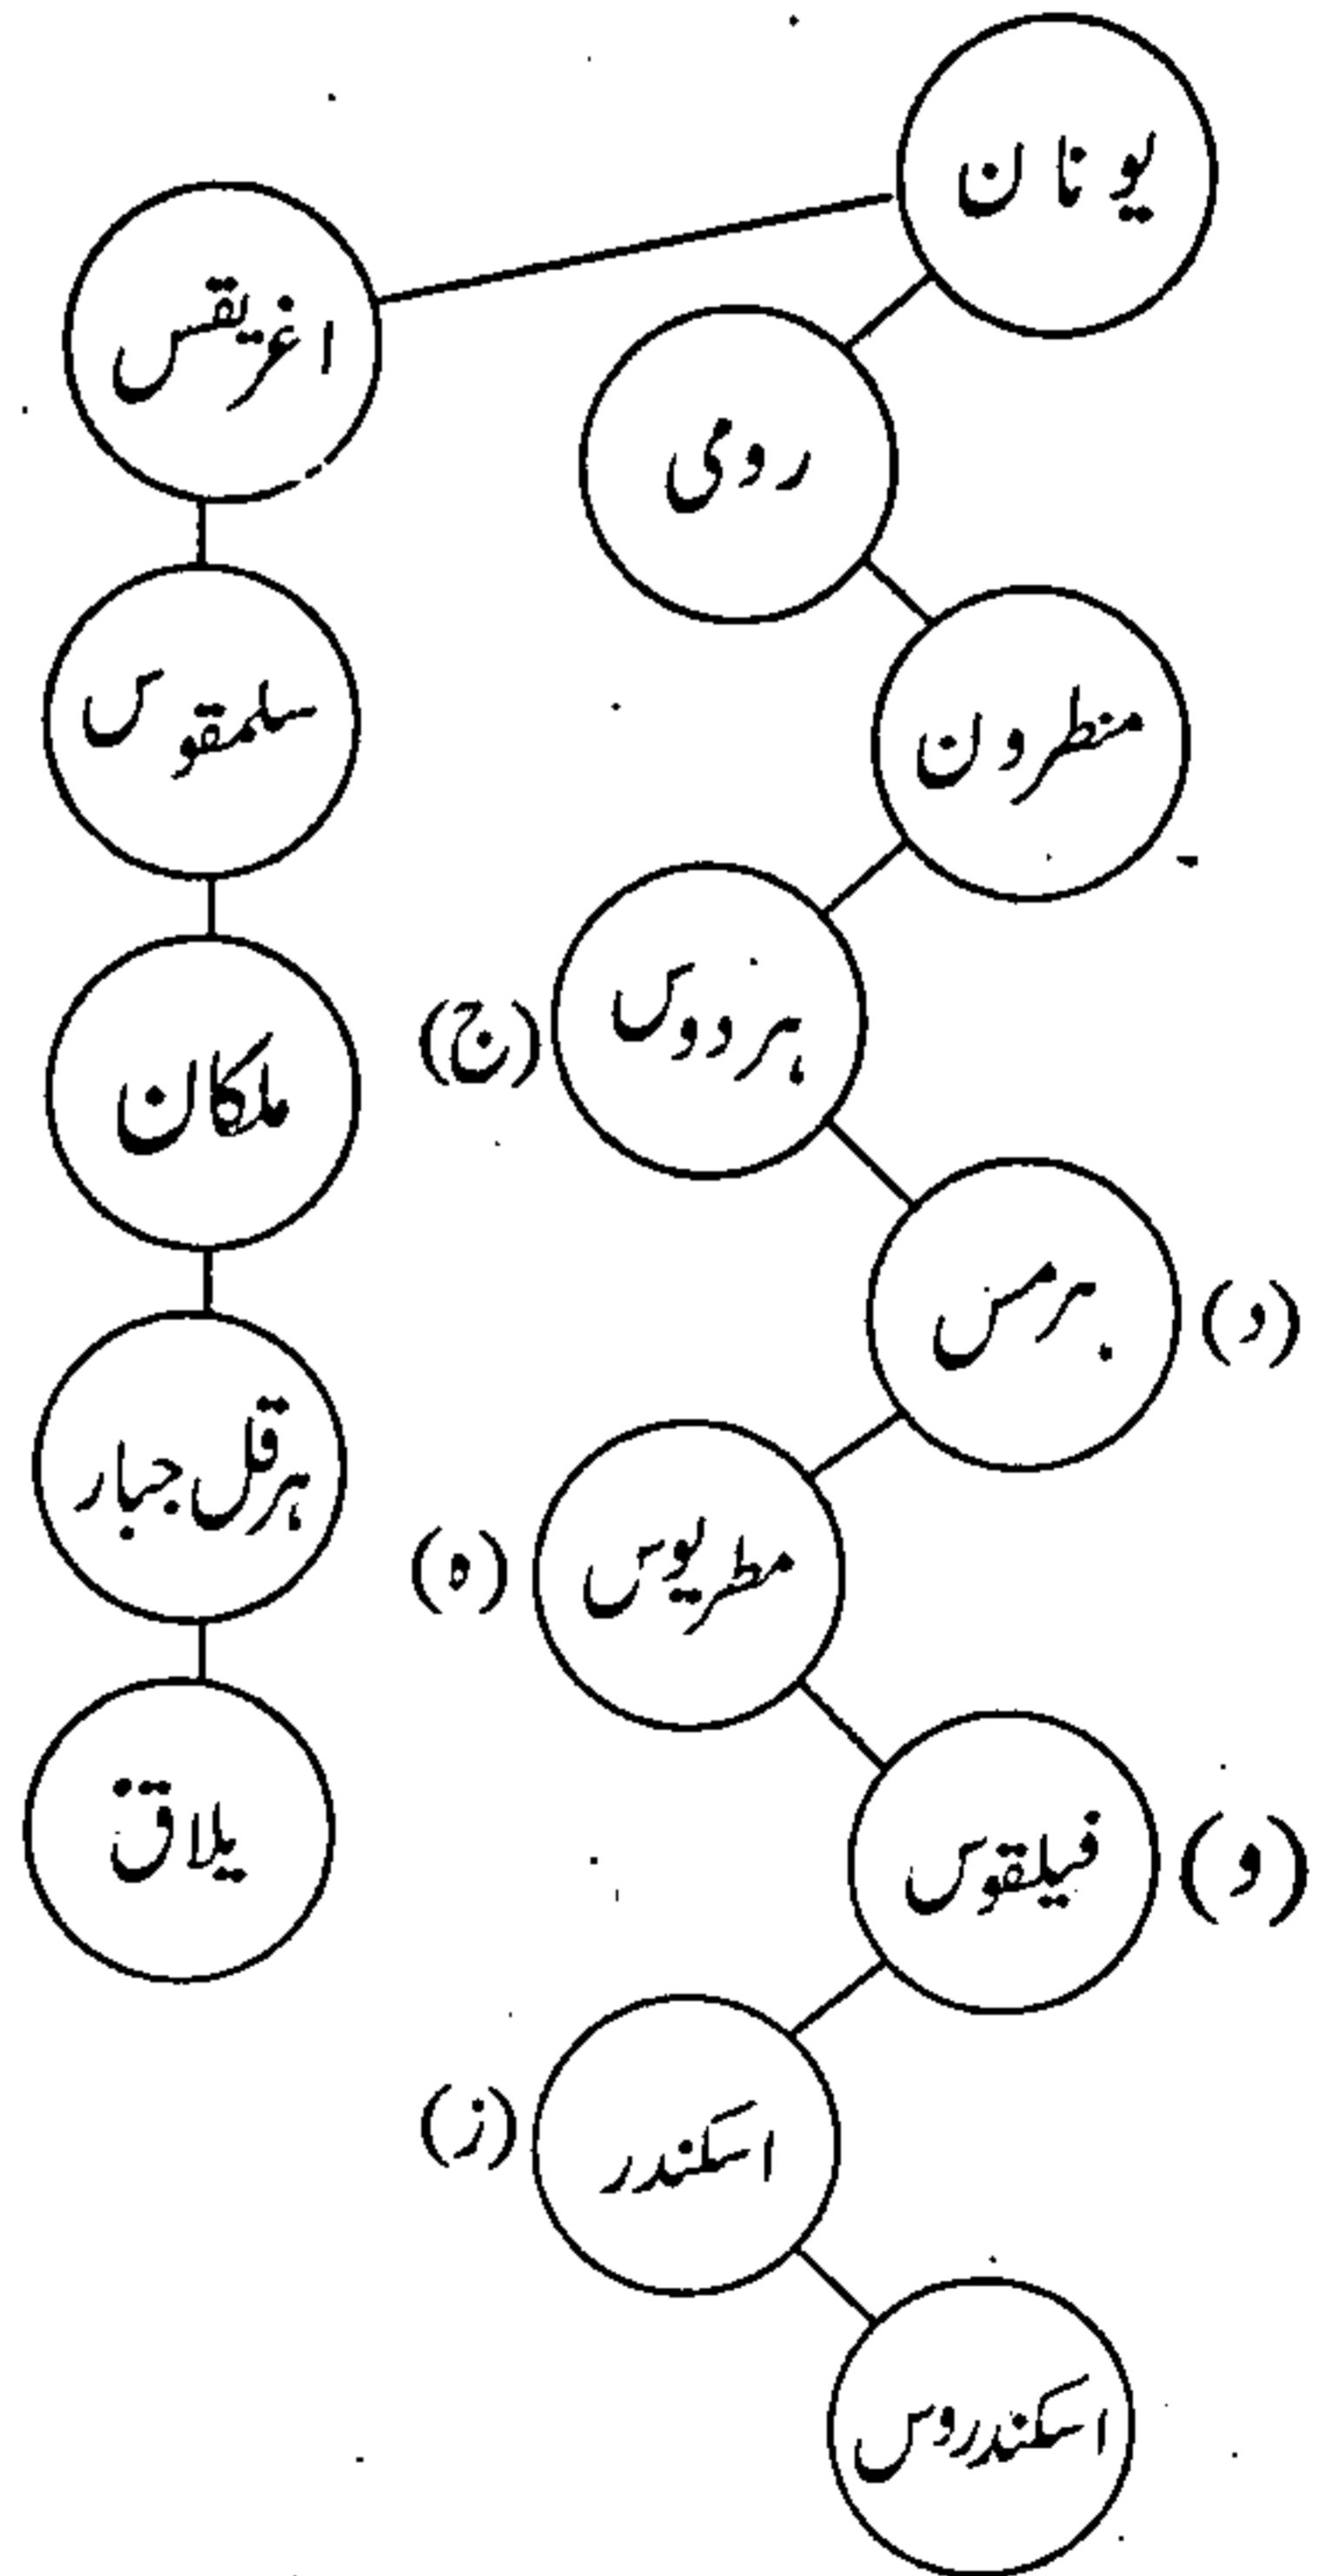 یونان
اغریقس
رومی
سلمقوس
منطرون
ہردوس (ج)
ملکان
ہرمس (د)
ہرقل جبار
مطریوس (ہ)
یلاق
فیلقوس (و)
اسکندر (ز)
اسکندروس